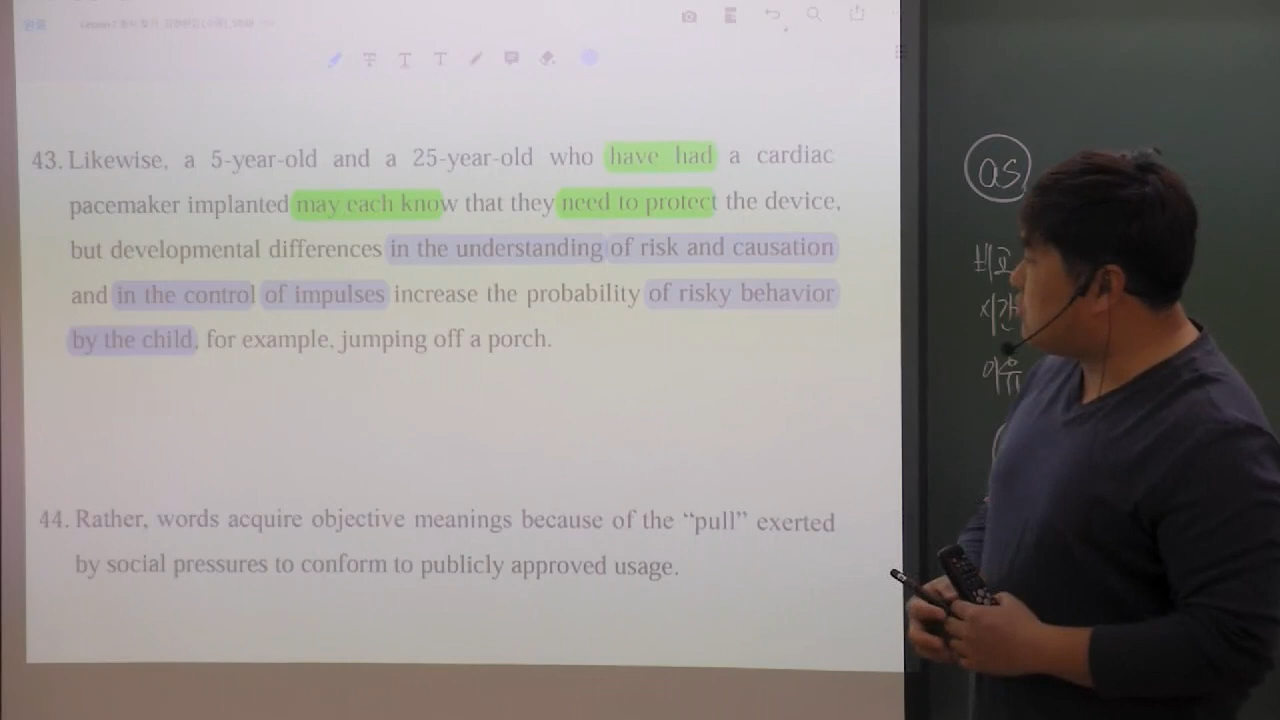 43. Likewise, a 5-year-old and a 25-year-old who have had a cardiac
pacemaker implanted may each know that they need to protect the device,
but developmental differences in the understanding of risk and causation
and in the control of impulses increase the probability of risky behavior
by the child, for example, jumping off a porch.
44. Rather, words acquire objective meanings because of the “pull” exerted
by social pressures to conform to publicly approved usage.
as
비교
시간
이유